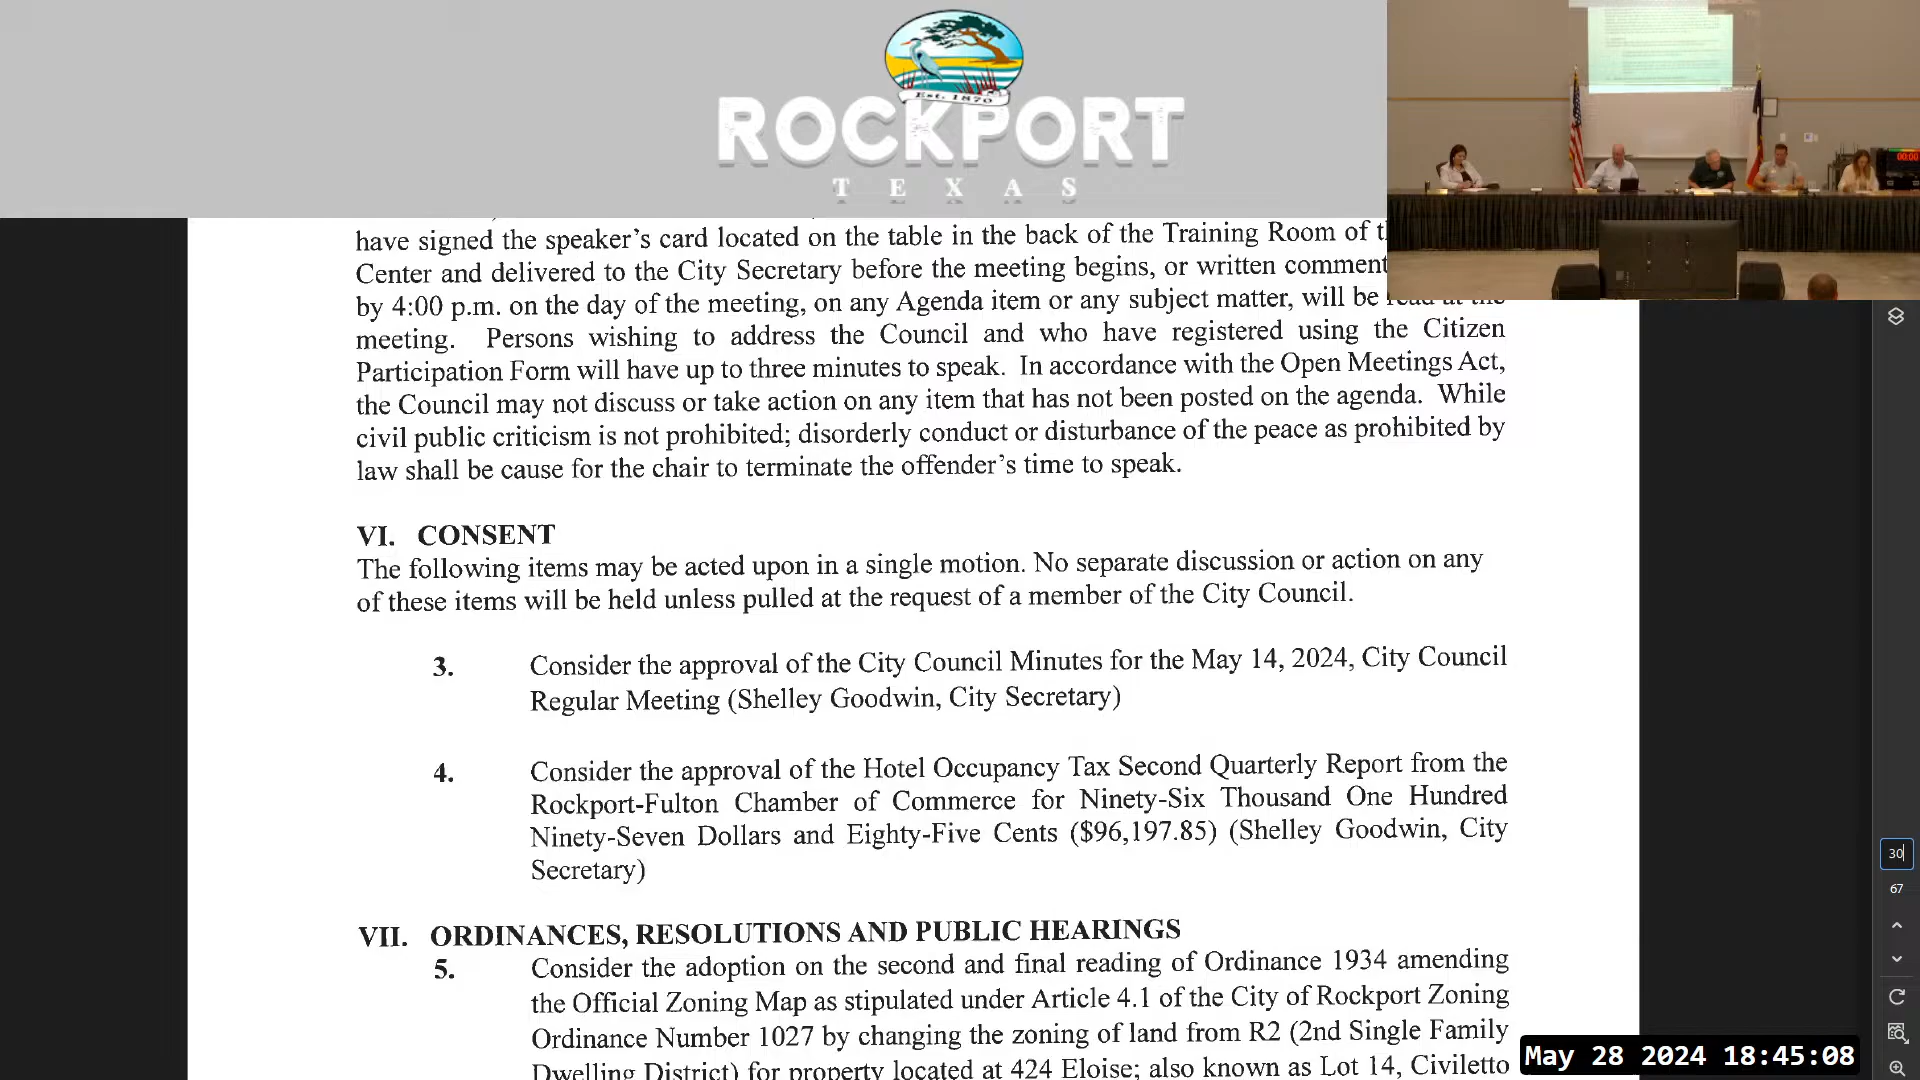 Est. 1870
ROCKPORT
TEXAS
00:00
have signed the speaker's card located on the table in the back of the Training Room of
Center and delivered to the City Secretary before the meeting begins, or written comment
by 4:00 p.m. on the day of the meeting, on any Agenda item or any subject matter, will be read at the
meeting. Persons wishing to address the Council and who have registered using the Citizen
Participation Form will have up to three minutes to speak. In accordance with the Open Meetings Act,
the Council may not discuss or take action on any item that has not been posted on the agenda. While
civil public criticism is not prohibited; disorderly conduct or disturbance of the peace as prohibited by
law shall be cause for the chair to terminate the offender's time to speak.
VI. CONSENT
The following items may be acted upon in a single motion. No separate discussion or action on any
of these items will be held unless pulled at the request of a member of the City Council.
3. Consider the approval of the City Council Minutes for the May 14, 2024, City Council
Regular Meeting (Shelley Goodwin, City Secretary)
4. Consider the approval of the Hotel Occupancy Tax Second Quarterly Report from the
Rockport-Fulton Chamber of Commerce for Ninety-Six Thousand One Hundred
Ninety-Seven Dollars and Eighty-Five Cents ($96,197.85) (Shelley Goodwin, City
Secretary)
VII. ORDINANCES, RESOLUTIONS AND PUBLIC HEARINGS
5. Consider the adoption on the second and final reading of Ordinance 1934 amending
the Official Zoning Map as stipulated under Article 4.1 of the City of Rockport Zoning
Ordinance Number 1027 by changing the zoning of land from R2 (2nd Single Family
Dwelling District) for property located at 424 Eloise; also known as Lot 14, Civiletto
30
67
May 28 2024 18:45:08